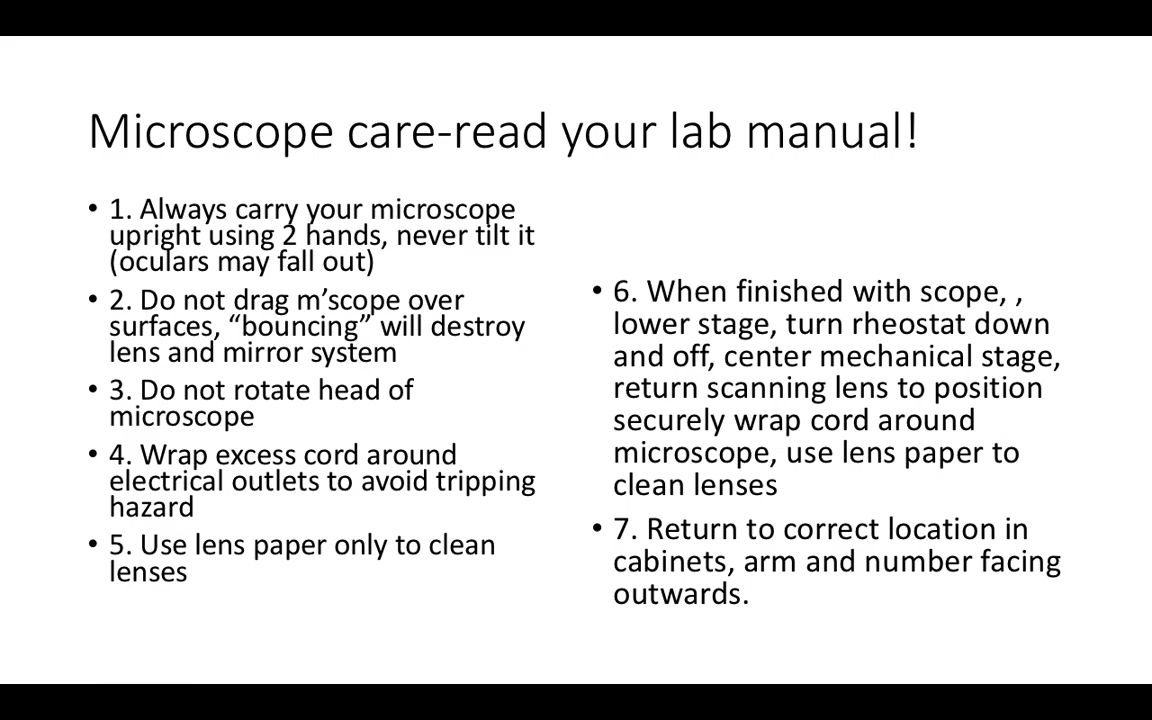 Microscope care-read your lab manual!
• 1. Always carry your microscope
upright using 2 hands, never tilt it
(oculars may fall out)
• 2. Do not drag m’scope over
surfaces, “bouncing” will destroy
lens and mirror system
• 3. Do not rotate head of
microscope
• 4. Wrap excess cord around
electrical outlets to avoid tripping
hazard
• 5. Use lens paper only to clean
lenses
• 6. When finished with scope, ,
lower stage, turn rheostat down
and off, center mechanical stage,
return scanning lens to position
securely wrap cord around
microscope, use lens paper to
clean lenses
• 7. Return to correct location in
cabinets, arm and number facing
outwards.